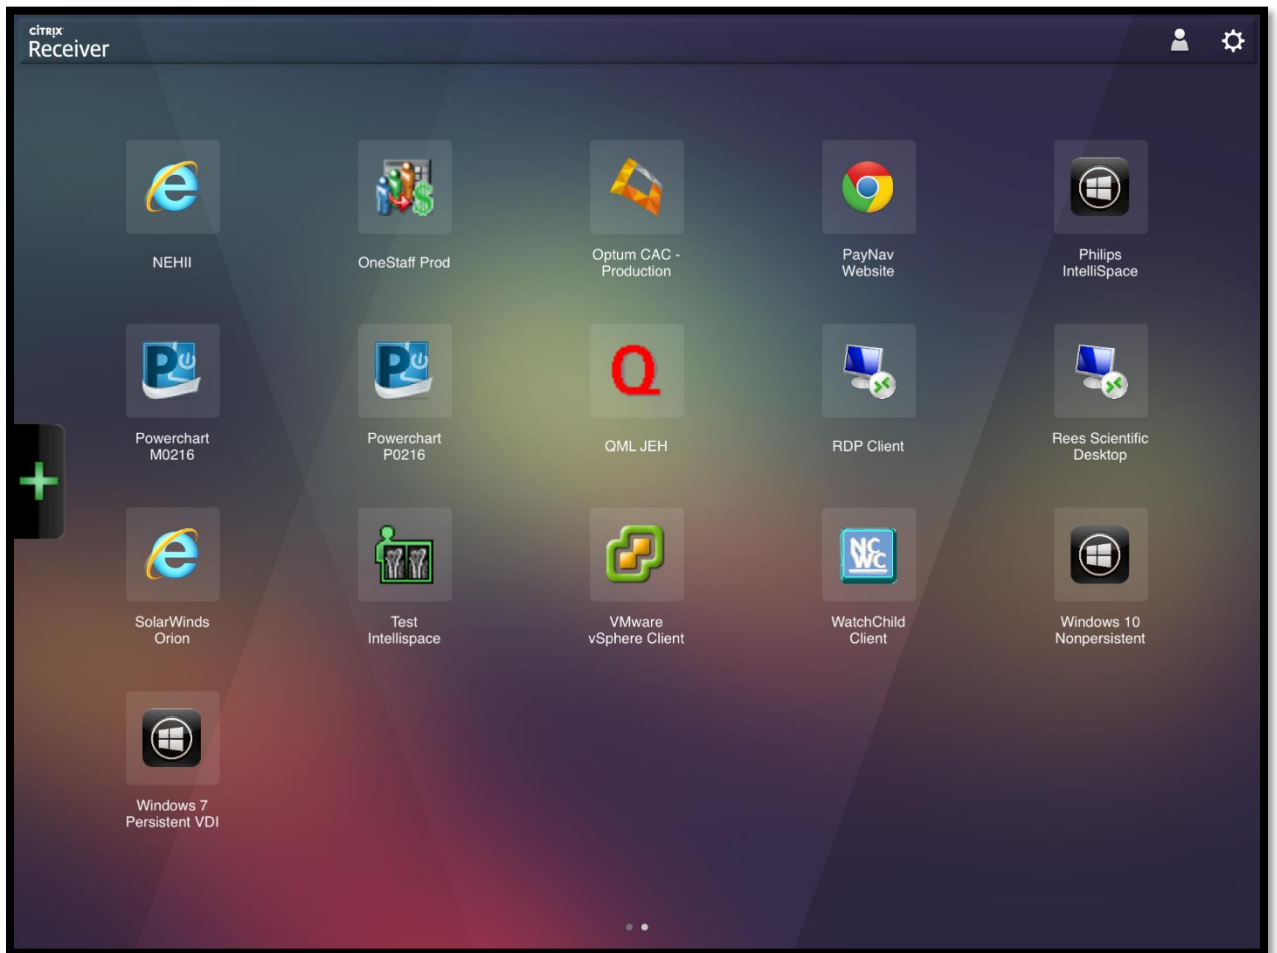 citrix
Receiver
NEHII
OneStaff Prod
Optum CAC -
Production
PayNav
Website
Philips
IntelliSpace
P
P
Q
Powerchart
M0216
Powerchart
P0216
QML JEH
RDP Client
Rees Scientific
Desktop
NC
WC
SolarWinds
Orion
Test
Intellispace
VMware
vSphere Client
WatchChild
Client
Windows 10
Nonpersistent
Windows 7
Persistent VDI